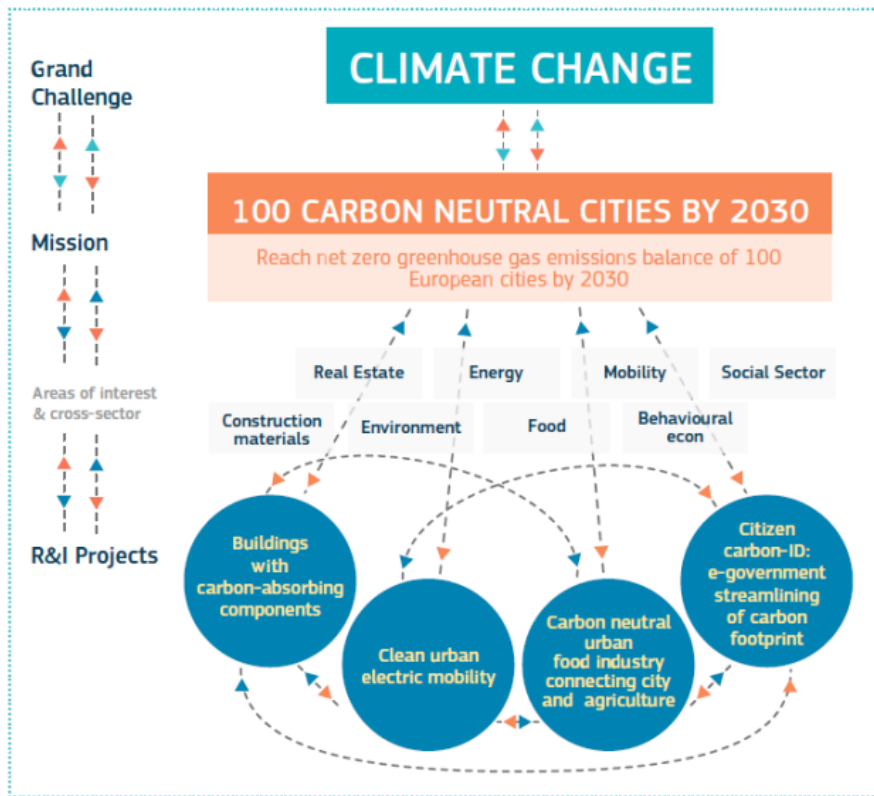 Grand
Challenge
CLIMATE CHANGE
100 CARBON NEUTRAL CITIES BY 2030
Mission
Reach net zero greenhouse gas emissions balance of 100
European cities by 2030
Real Estate
Energy
Mobility
Social Sector
Areas of interest
& cross-sector
Construction
materials
Environment
Food
Behavioural
econ
R&I Projects
Buildings
with
carbon-absorbing
components
Clean urban
electric mobility
Carbon neutral
urban
food industry
connecting city
and agriculture
Citizen
carbon-ID:
e-government
streamlining
of carbon
footprint